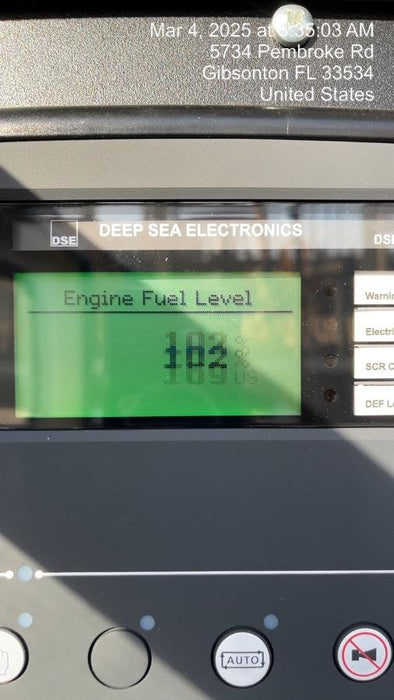 Mar 4, 2025 at :35:03 AM
5734 Pembroke Rd
Gibsonton FL 33534
United States
DSE DEEP SEA ELECTRONICS DS
Engine Fuel Level
102
Warnin
Electri
SCR C
DEF L
AUTO